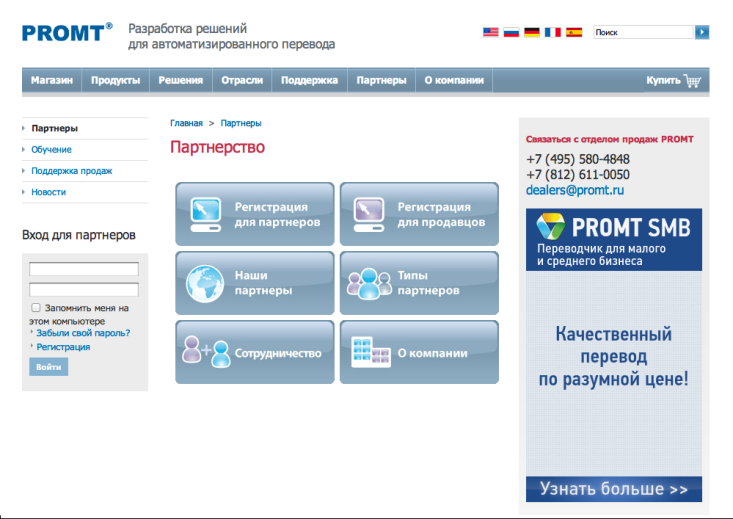 PROMT®
Разработка решений
для автоматизированного перевода
Поиск
Магазин Продукты Решения Отрасли Поддержка Партнеры О компании Купить
Партнеры
Обучение
Поддержка продаж
Новости
Вход для партнеров
Запомнить меня на
этом компьютере
Забыли свой пароль?
Регистрация
Войти
Главная > Партнеры
Партнерство
Регистрация
для партнеров
Регистрация
для продавцов
Наши
партнеры
Типы
партнеров
Сотрудничество
О компании
Связаться с отделом продаж PROMT
+7 (495) 580-4848
+7 (812) 611-0050
dealers@promt.ru
PROMT SMB
Переводчик для малого
и среднего бизнеса
Качественный
перевод
по разумной цене!
Узнать больше >>